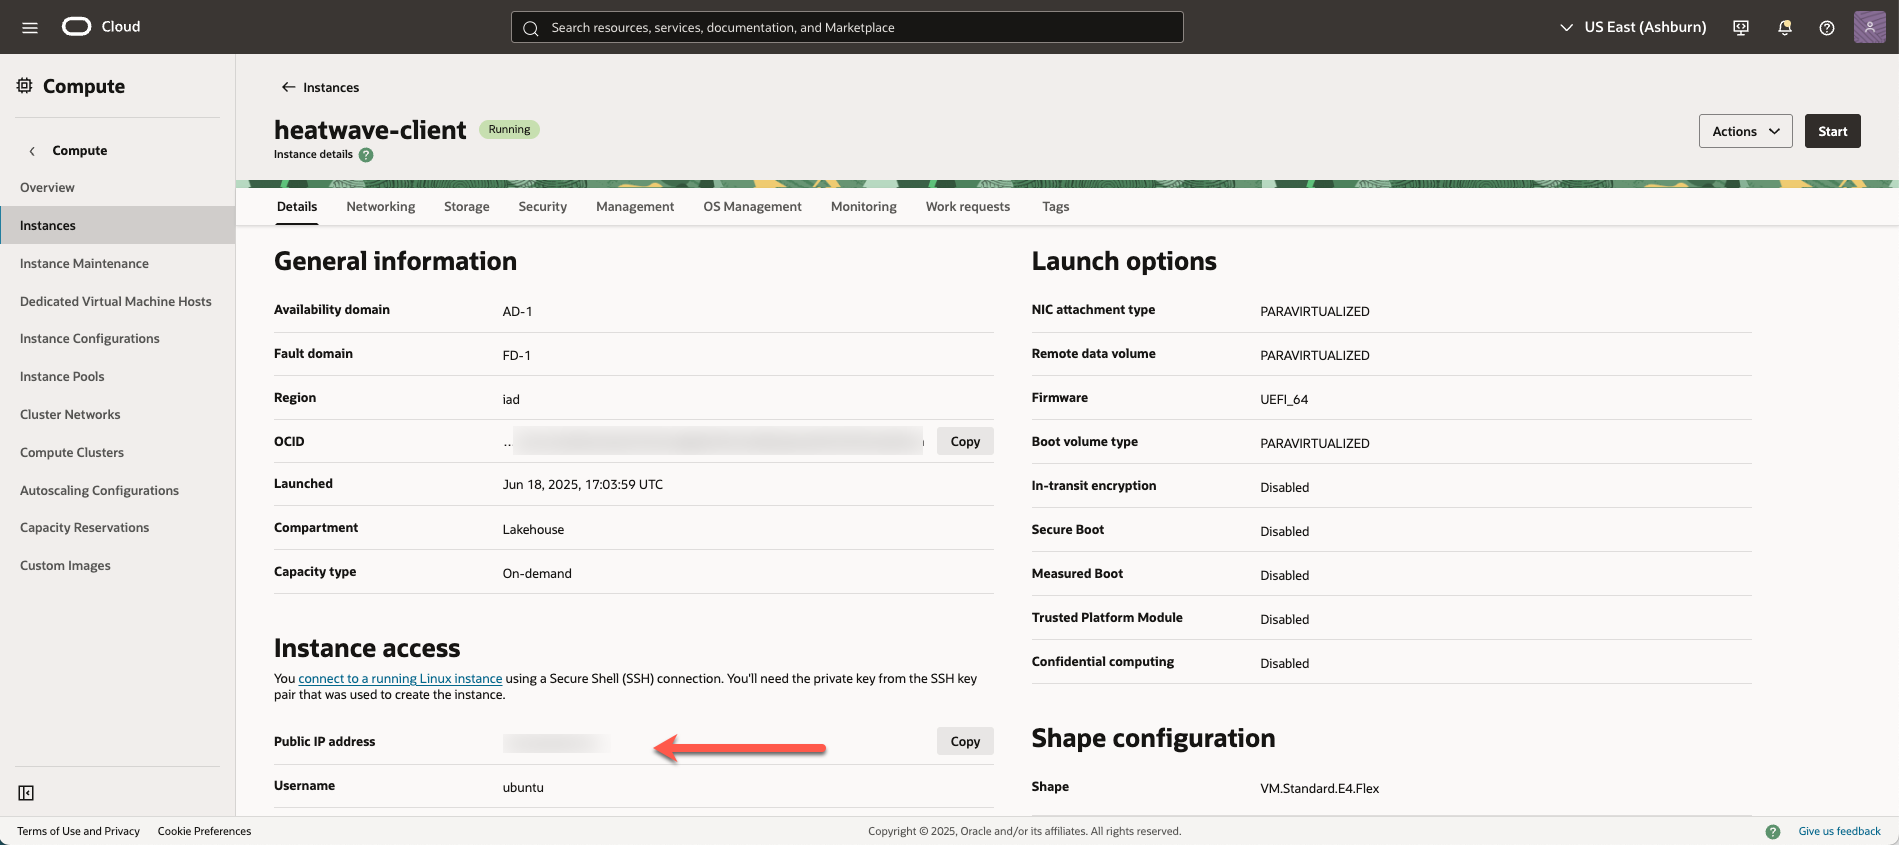 Cloud
Search resources, services, documentation, and Marketplace
US East (Ashburn)
Compute
Compute
Overview
Instances
Instance Maintenance
Dedicated Virtual Machine Hosts
Instance Configurations
Instance Pools
Cluster Networks
Compute Clusters
Autoscaling Configurations
Capacity Reservations
Custom Images
Instances
heatwave-client Running
Instance details ?
Actions Start
Details Networking Storage Security Management OS Management Monitoring Work requests Tags
General information
Availability domain AD-1
Fault domain FD-1
Region iad
OCID ... Copy
Launched Jun 18, 2025, 17:03:59 UTC
Compartment Lakehouse
Capacity type On-demand
Instance access
You connect to a running Linux instance using a Secure Shell (SSH) connection. You'll need the private key from the SSH key
pair that was used to create the instance.
Public IP address Copy
Username ubuntu
Launch options
NIC attachment type PARAVIRTUALIZED
Remote data volume PARAVIRTUALIZED
Firmware UEFI_64
Boot volume type PARAVIRTUALIZED
In-transit encryption Disabled
Secure Boot Disabled
Measured Boot Disabled
Trusted Platform Module Disabled
Confidential computing Disabled
Shape configuration
Shape VM.Standard.E4.Flex
Terms of Use and Privacy Cookie Preferences
Copyright © 2025, Oracle and/or its affiliates. All rights reserved.
? Give us feedback